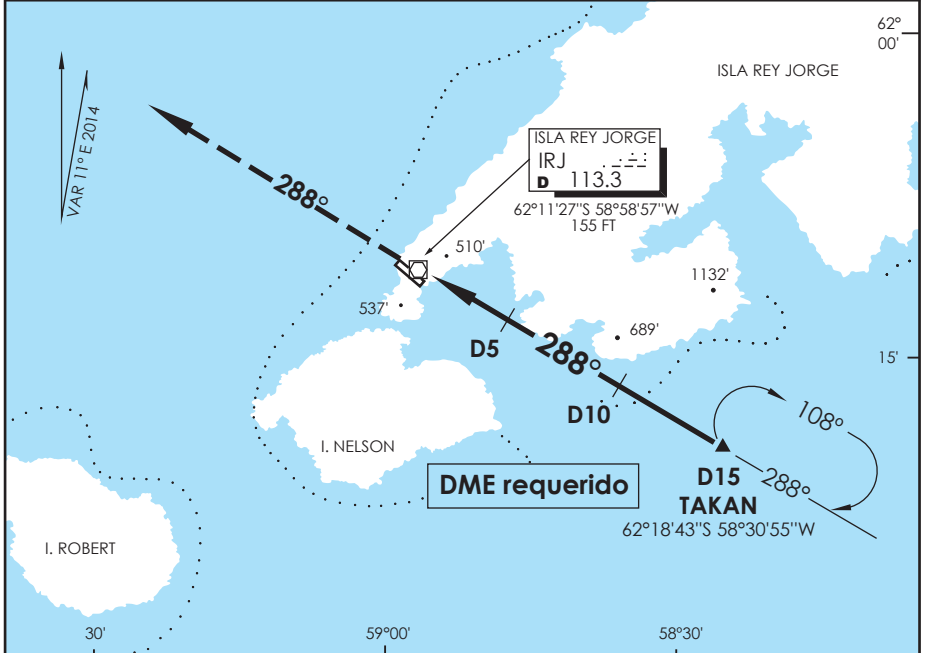 62°
00'
ISLA REY JORGE
VAR 11° E 2014
ISLA REY JORGE
IRJ
D 113.3
62°11'27"S 58°58'57"W
155 FT
288°
510'
1132'
537'
689'
D5
288°
15'
D10
108°
I. NELSON
DME requerido
D15
288°
TAKAN
62°18'43"S 58°30'55"W
I. ROBERT
30'
59°00'
58°30'